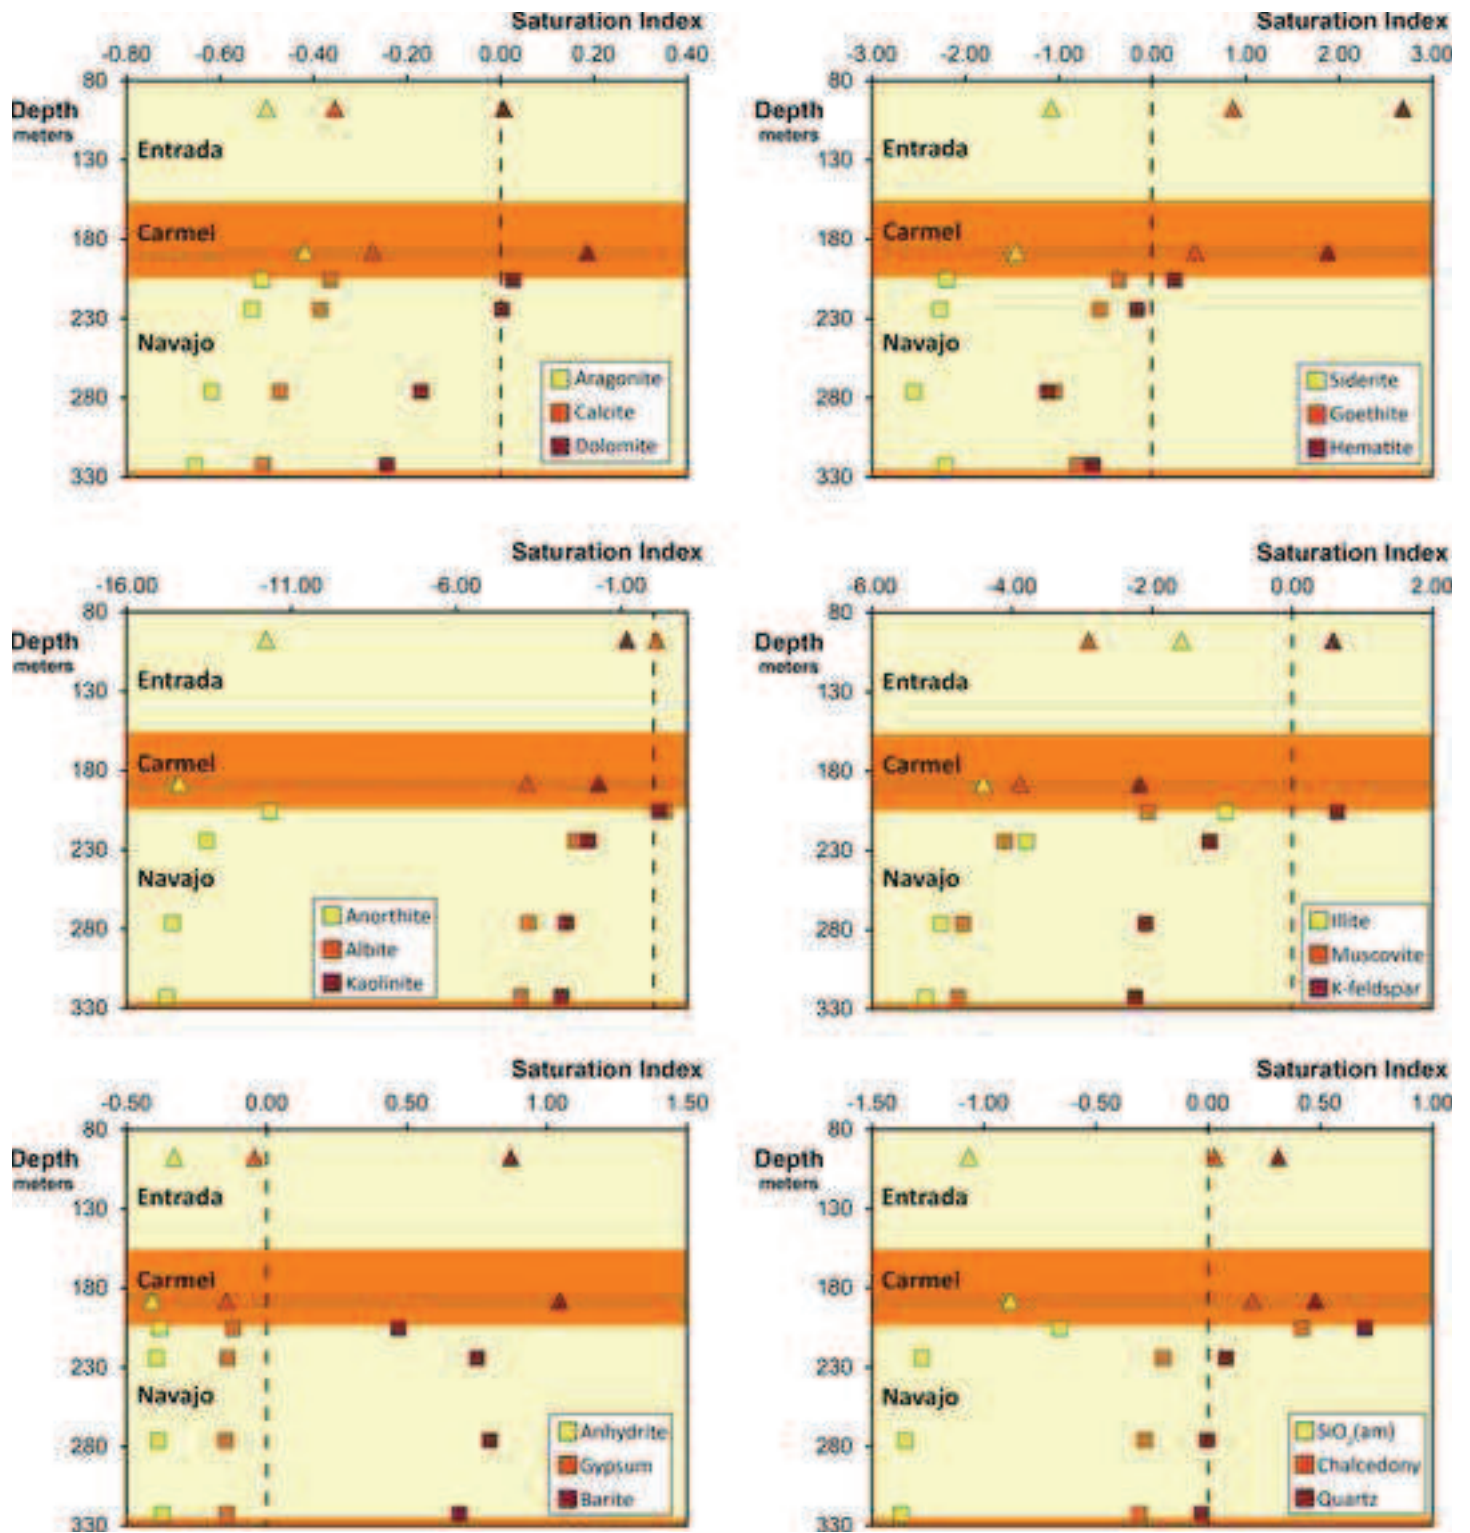 Saturation Index
-0.80 -0.60 -0.40 -0.20 0.00 0.20 0.40
80
Depth
meters
130
Entrada
180
Carmel
230
Navajo
280
330
Aragonite
Calcite
Dolomite
Saturation Index
-3.00 -2.00 -1.00 0.00 1.00 2.00 3.00
80
Depth
meters
130
Entrada
180
Carmel
230
Navajo
280
330
Siderite
Goethite
Hematite
Saturation Index
-16.00 -11.00 -6.00 -1.00
80
Depth
meters
130
Entrada
180
Carmel
230
Navajo
280
330
Anorthite
Albite
Kaolinite
Saturation Index
-6.00 -4.00 -2.00 0.00 2.00
80
Depth
meters
130
Entrada
180
Carmel
230
Navajo
280
330
Illite
Muscovite
K-feldspar
Saturation Index
-0.50 0.00 0.50 1.00 1.50
80
Depth
meters
130
Entrada
180
Carmel
230
Navajo
280
330
Anhydrite
Gypsum
Barite
Saturation Index
-1.50 -1.00 -0.50 0.00 0.50 1.00
80
Depth
meters
130
Entrada
180
Carmel
230
Navajo
280
330
SiO₂(am)
Chalcedony
Quartz